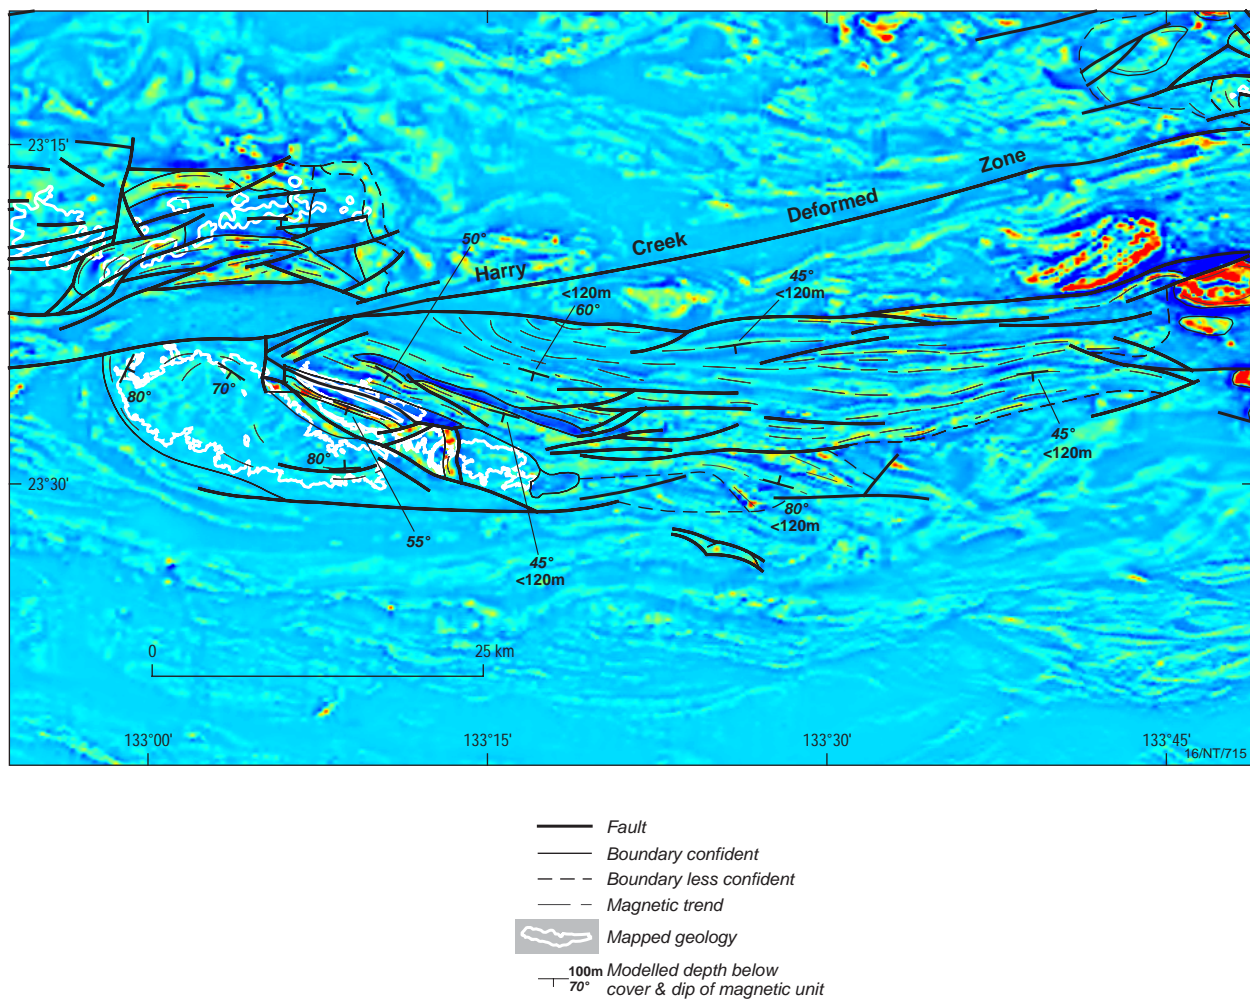 23°15'
Zone
Deformed
Creek
Harry
50°
<120m
60°
45°
<120m
80°
70°
80°
45°
<120m
23°30'
80°
<120m
55°
45°
<120m
0 25 km
133°00' 133°15' 133°30' 133°45'
16/NT/715
Fault
Boundary confident
Boundary less confident
Magnetic trend
Mapped geology
100m Modelled depth below
70° cover & dip of magnetic unit